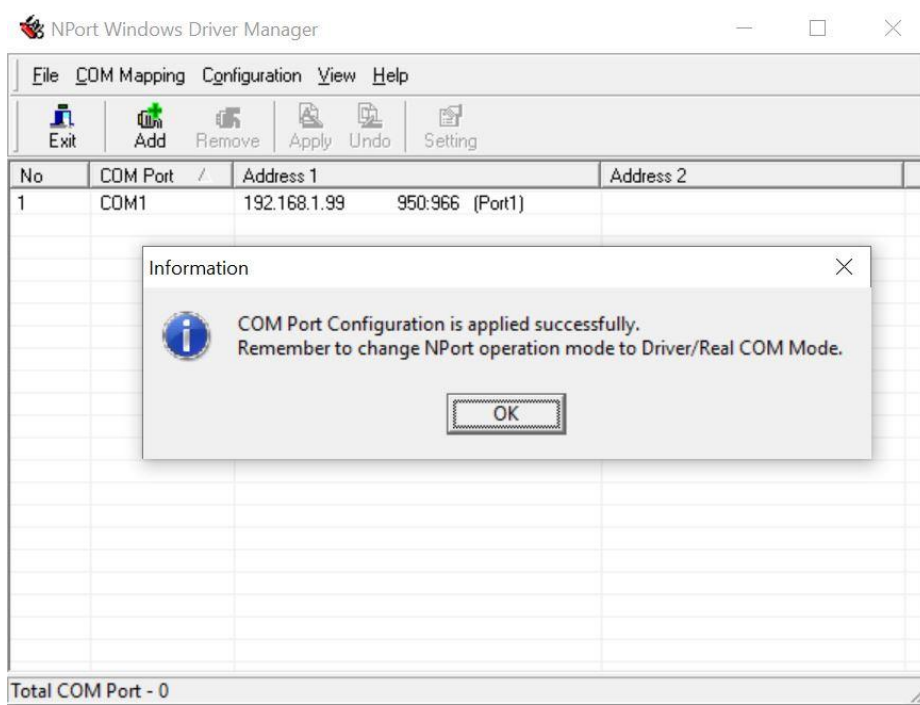 NPort Windows Driver Manager
File COM Mapping Configuration View Help
Exit Add Remove Apply Undo Setting
No COM Port Address 1 Address 2
1 COM1 192.168.1.99 950:966 (Port1)
Information
COM Port Configuration is applied successfully.
Remember to change NPort operation mode to Driver/Real COM Mode.
OK
Total COM Port - 0